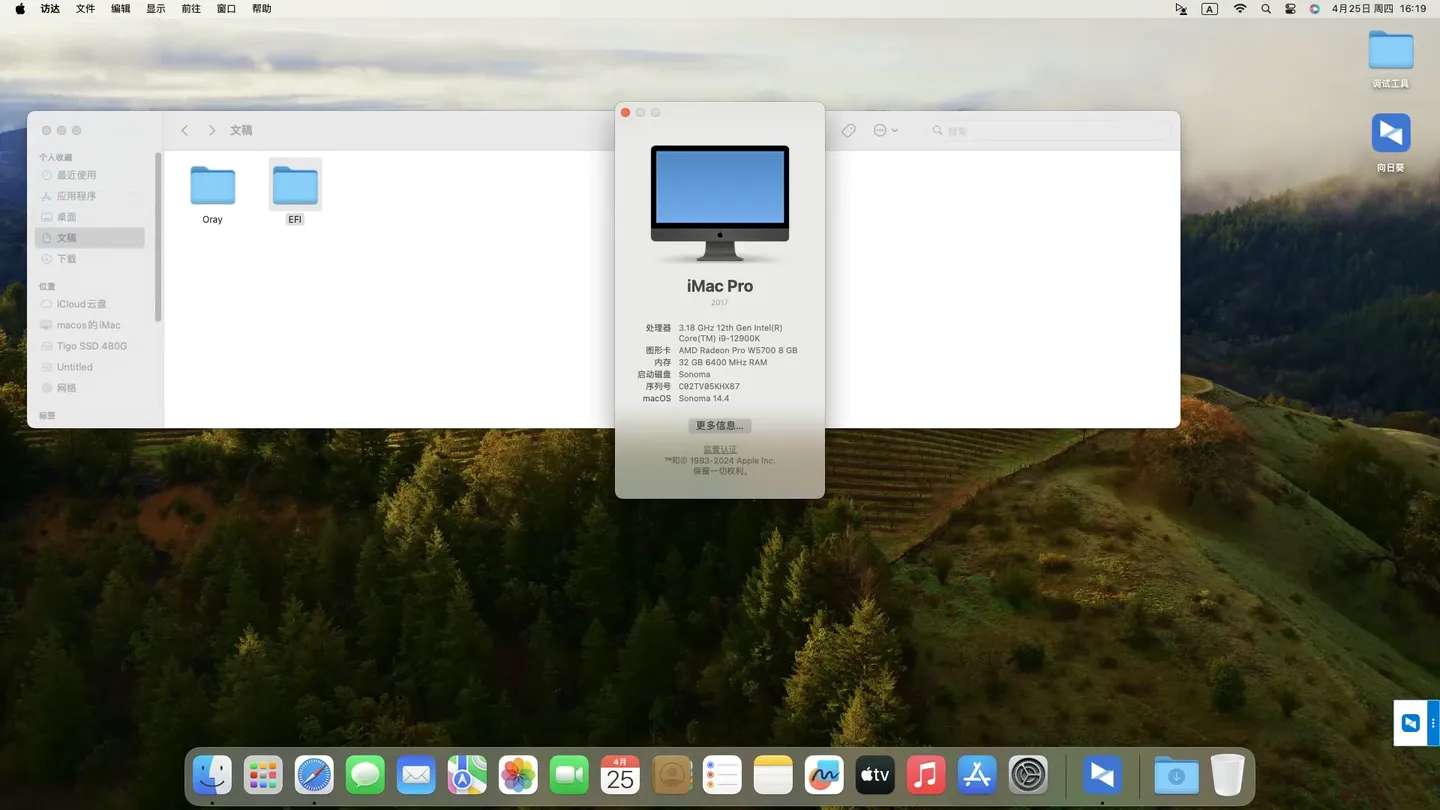 访达 文件 编辑 显示 前往 窗口 帮助
A
4月25日 周四 16:19
调试工具
向日葵
个人收藏
最近使用
应用程序
桌面
文稿
下载
位置
iCloud云盘
macos的iMac
Tigo SSD 480G
Untitled
网络
标签
文稿
搜索
Oray
EFI
iMac Pro
2017
处理器 3.18 GHz 12th Gen Intel(R)
Core(TM) i9-12900K
图形卡 AMD Radeon Pro W5700 8 GB
内存 32 GB 6400 MHz RAM
启动磁盘 Sonoma
序列号 C02TV05KHX87
macOS Sonoma 14.4
更多信息...
监管认证
™和© 1983-2024 Apple Inc.
保留一切权利。
4月
25
tv